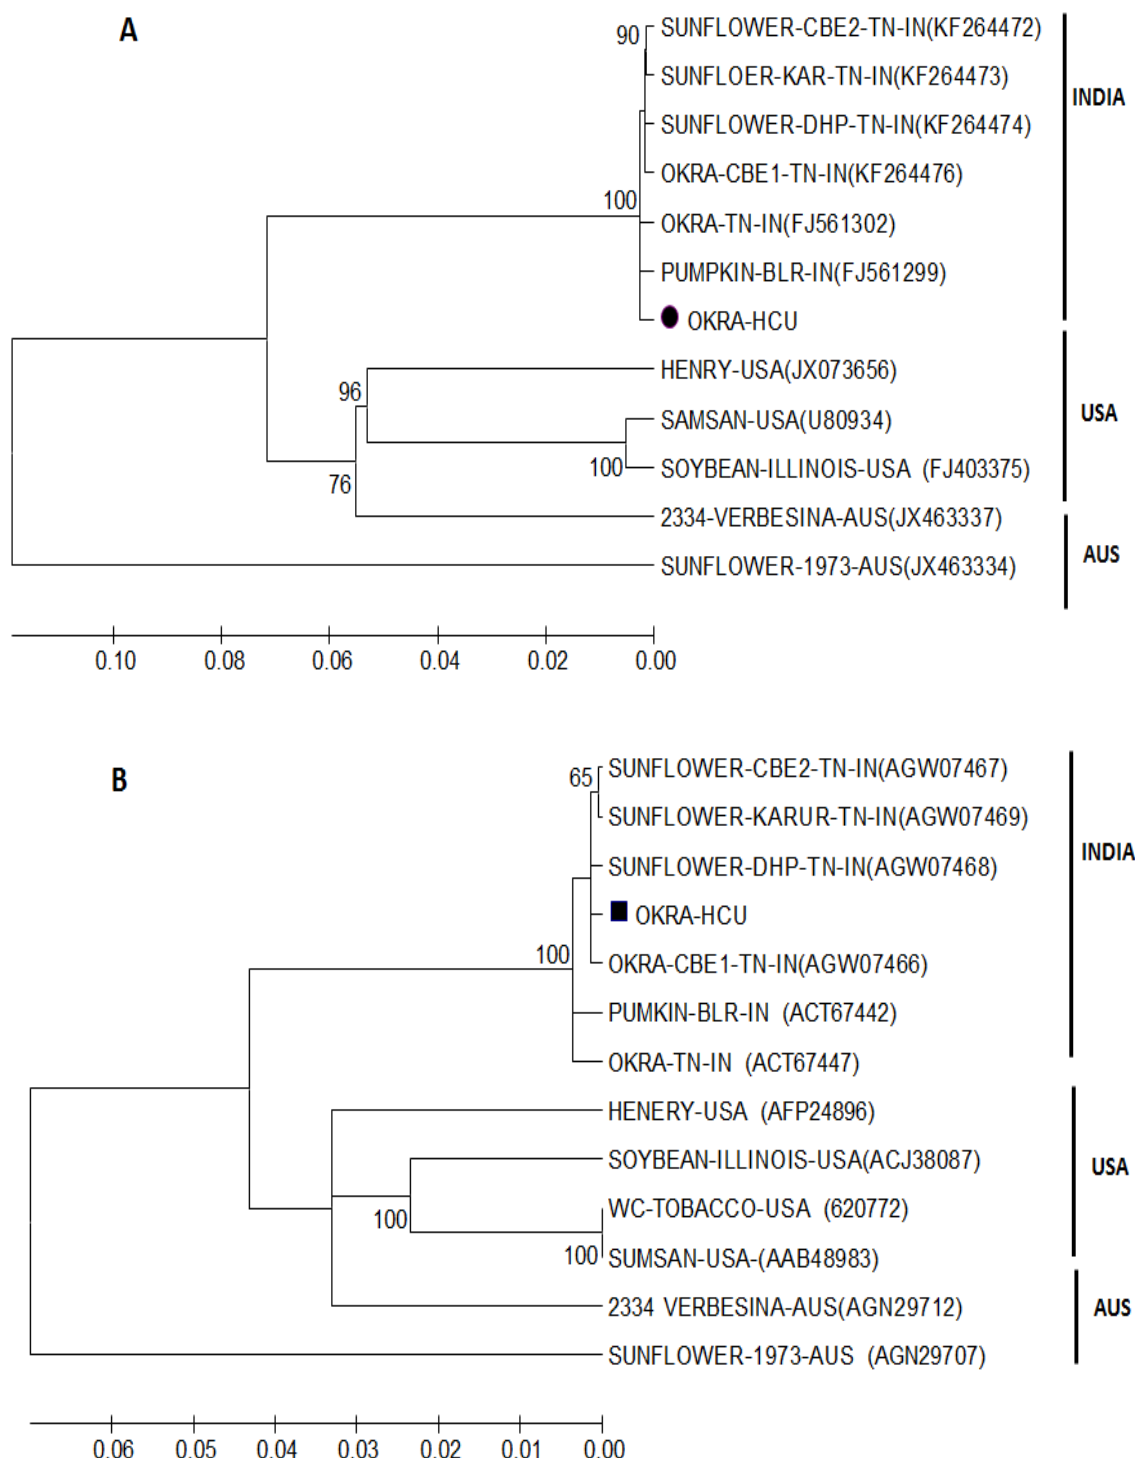 A
90
SUNFLOWER-CBE2-TN-IN(KF264472)
SUNFLOER-KAR-TN-IN(KF264473)
INDIA
SUNFLOWER-DHP-TN-IN(KF264474)
OKRA-CBE1-TN-IN(KF264476)
100
OKRA-TN-IN(FJ561302)
PUMPKIN-BLR-IN(FJ561299)
OKRA-HCU
HENRY-USA(JX073656)
96
SAMSAN-USA(U80934)
USA
100
SOYBEAN-ILLINOIS-USA (FJ403375)
76
2334-VERBESINA-AUS(JX463337)
AUS
SUNFLOWER-1973-AUS(JX463334)
0.10 0.08 0.06 0.04 0.02 0.00
B
65
SUNFLOWER-CBE2-TN-IN(AGW07467)
SUNFLOWER-KARUR-TN-IN(AGW07469)
INDIA
SUNFLOWER-DHP-TN-IN(AGW07468)
OKRA-HCU
100
OKRA-CBE1-TN-IN(AGW07466)
PUMKIN-BLR-IN (ACT67442)
OKRA-TN-IN (ACT67447)
HENERY-USA (AFP24896)
SOYBEAN-ILLINOIS-USA(ACJ38087)
USA
100
WC-TOBACCO-USA (620772)
100
SUMSAN-USA-(AAB48983)
2334 VERBESINA-AUS(AGN29712)
AUS
SUNFLOWER-1973-AUS (AGN29707)
0.06 0.05 0.04 0.03 0.02 0.01 0.00